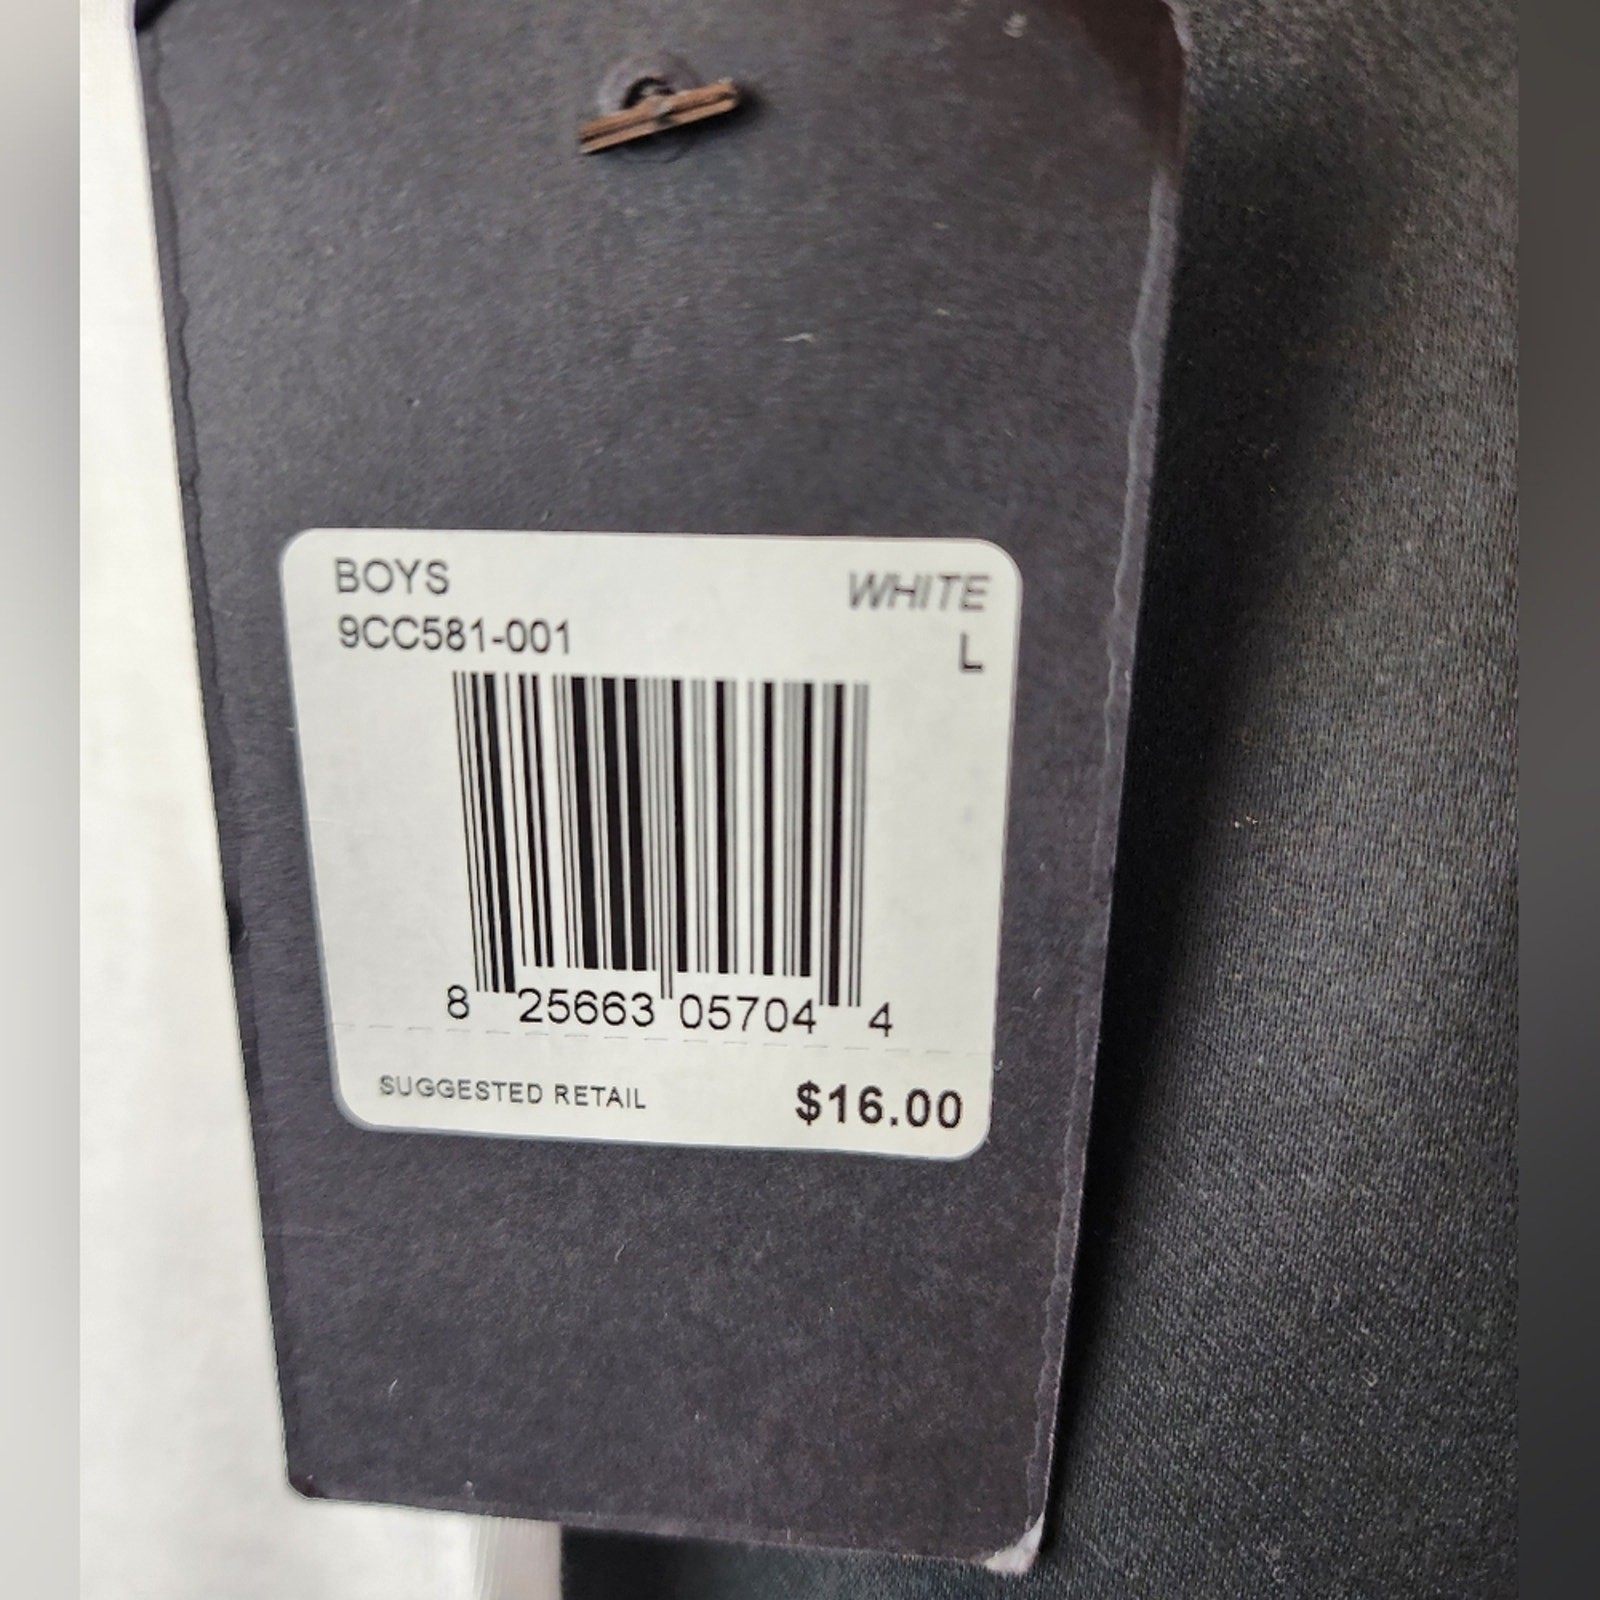 BOYS WHITE
9CC581-001 L
8 25663 05704 4
SUGGESTED RETAIL $16.00